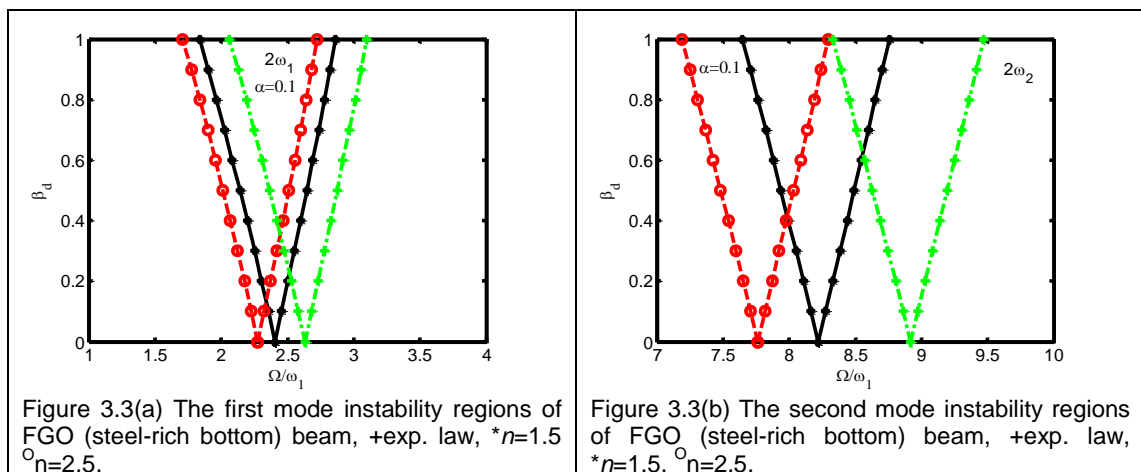 1
0.8
0.6
0.4
0.2
0
β_d
2ω_1
α=0.1
1 1.5 2 2.5 3 3.5 4
Ω/ω_1
Figure 3.3(a) The first mode instability regions of
FGO (steel-rich bottom) beam, +exp. law, *n=1.5
ᴼn=2.5.
1
0.8
0.6
0.4
0.2
0
β_d
α=0.1
2ω_2
7 7.5 8 8.5 9 9.5 10
Ω/ω_1
Figure 3.3(b) The second mode instability regions
of FGO (steel-rich bottom) beam, +exp. law,
*n=1.5, ᴼn=2.5.